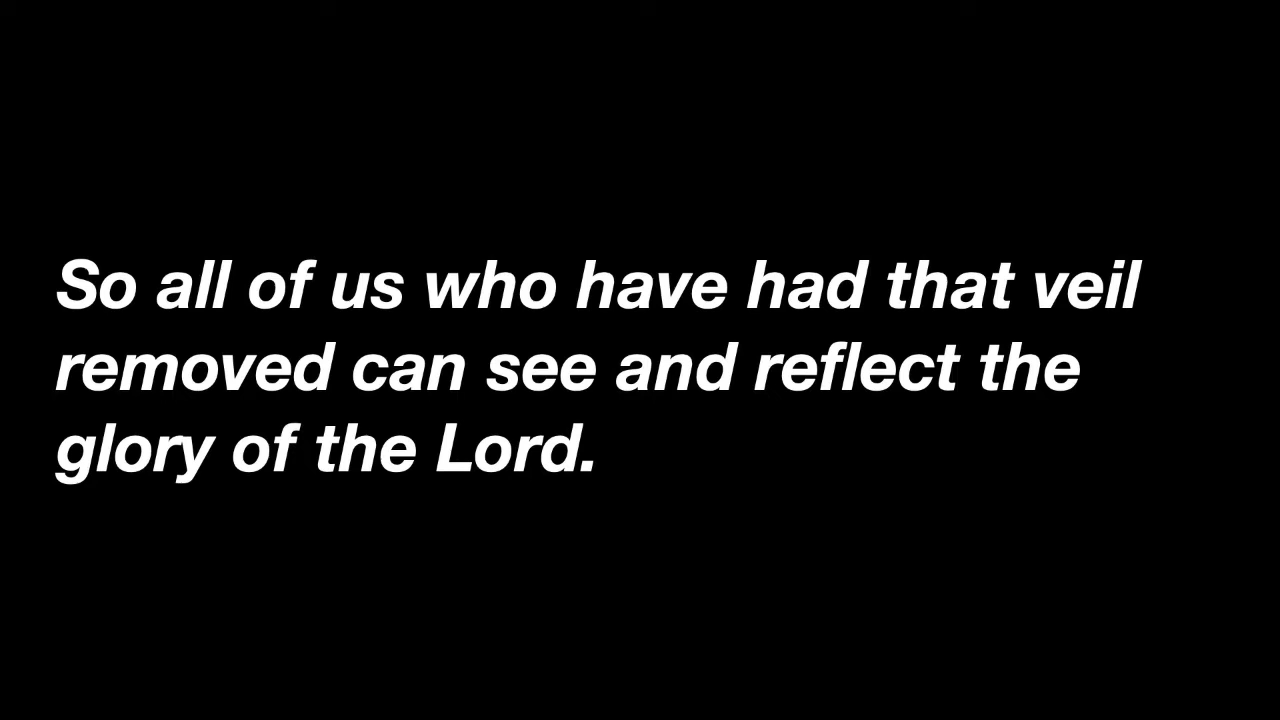 So all of us who have had that veil
removed can see and reflect the
glory of the Lord.